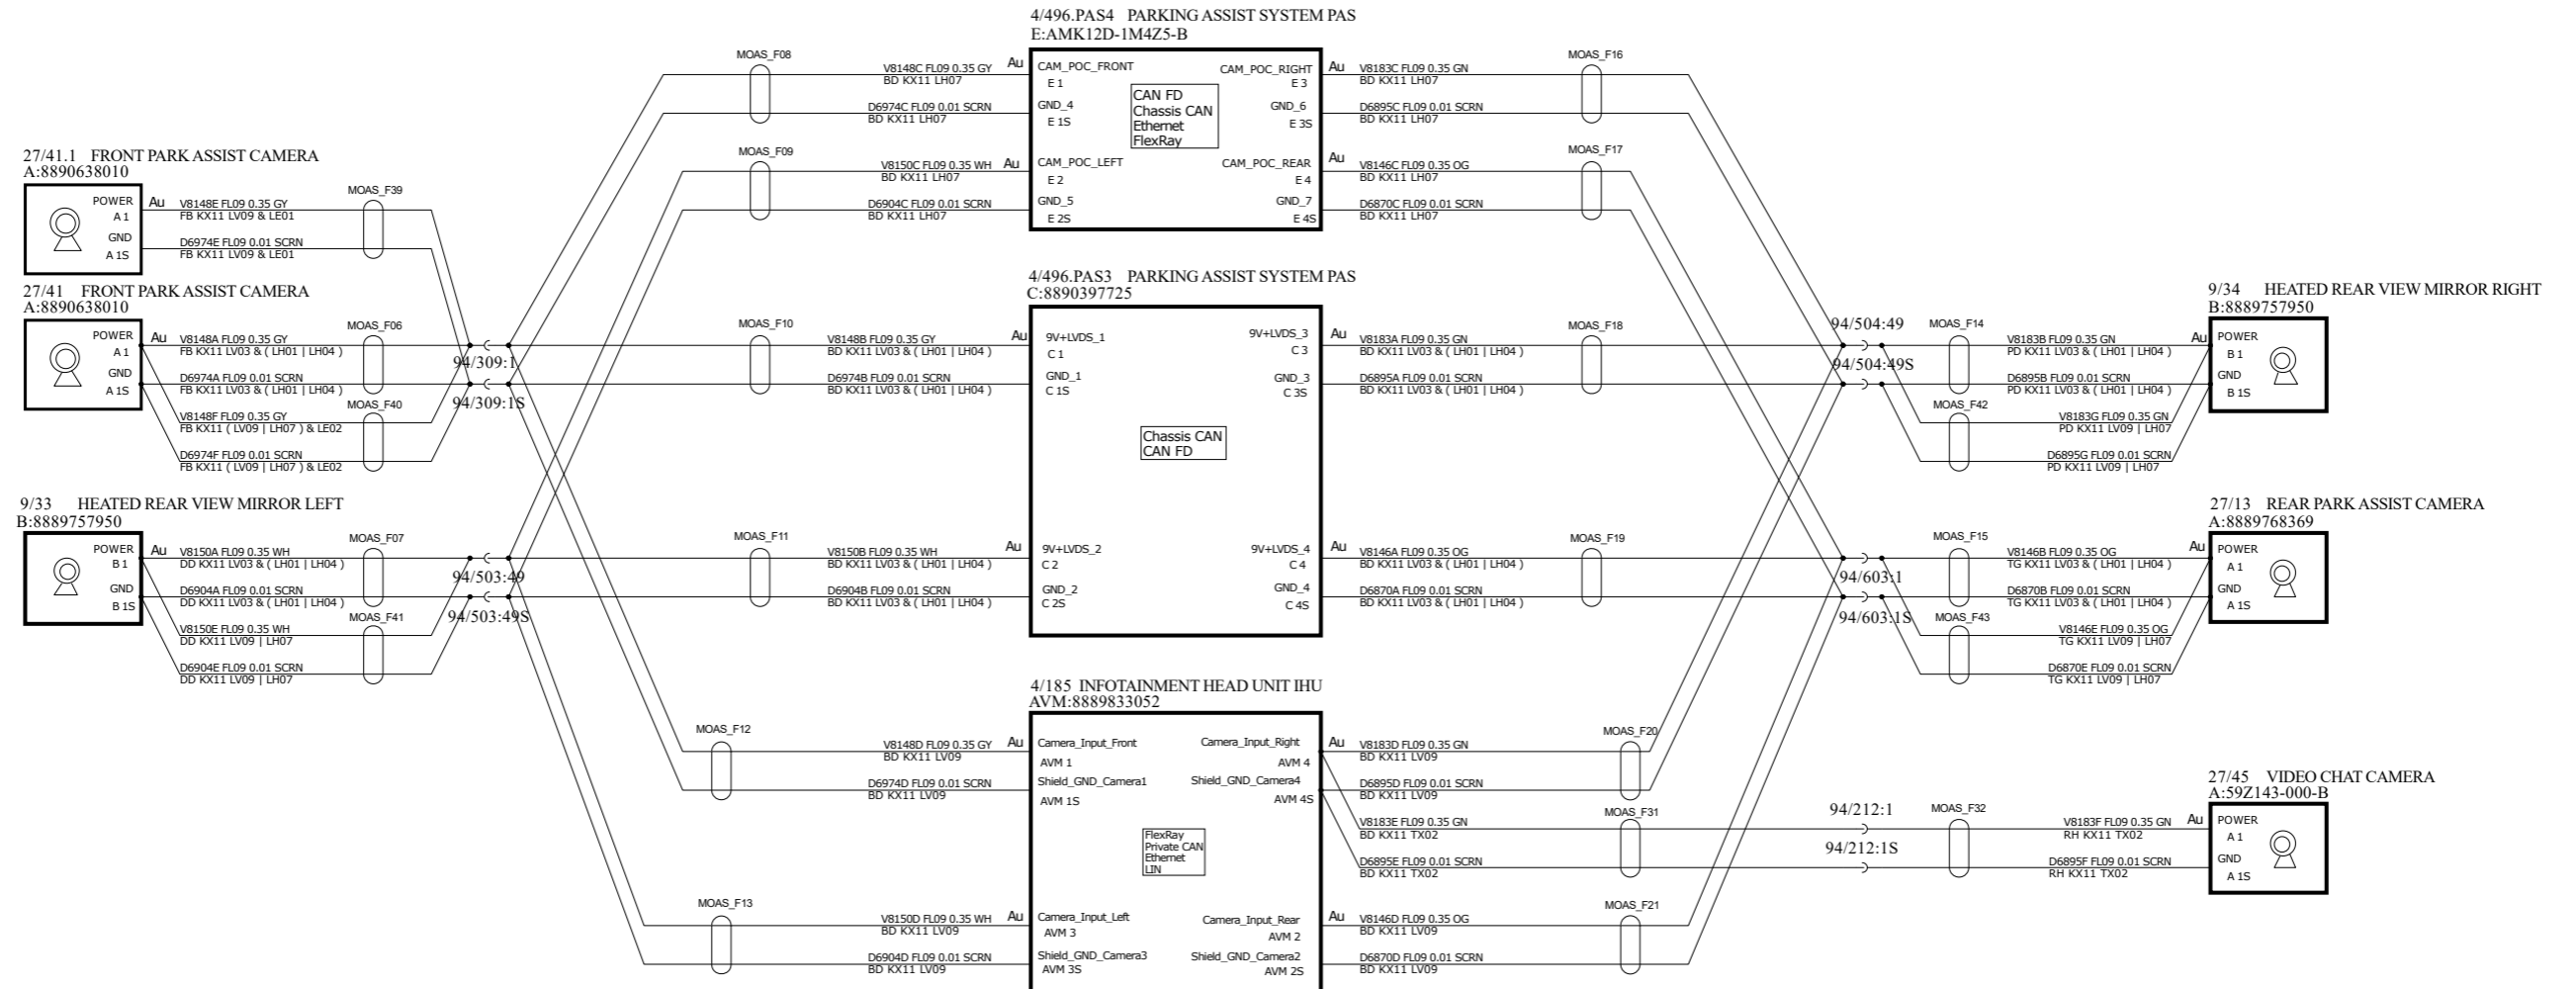 4/496.PAS4 PARKING ASSIST SYSTEM PAS
E:AMK12D-1M4Z5-B
MOAS_F08
V8148C FL09 0.35 GY
BD KX11 LH07
Au
D6974C FL09 0.01 SCRN
BD KX11 LH07
MOAS_F09
V8150C FL09 0.35 WH
BD KX11 LH07
Au
D6904C FL09 0.01 SCRN
BD KX11 LH07
CAM_POC_FRONT
E 1
GND_4
E 1S
CAM_POC_LEFT
E 2
GND_5
E 2S
CAN FD
Chassis CAN
Ethernet
FlexRay
CAM_POC_RIGHT
E 3
GND_6
E 3S
CAM_POC_REAR
E 4
GND_7
E 4S
Au
V8183C FL09 0.35 GN
BD KX11 LH07
D6895C FL09 0.01 SCRN
BD KX11 LH07
MOAS_F16
Au
V8146C FL09 0.35 OG
BD KX11 LH07
D6870C FL09 0.01 SCRN
BD KX11 LH07
MOAS_F17
27/41.1 FRONT PARK ASSIST CAMERA
A:8890638010
POWER
A 1
GND
A 1S
Au
V8148E FL09 0.35 GY
FB KX11 LV09 & LE01
D6974E FL09 0.01 SCRN
FB KX11 LV09 & LE01
MOAS_F39
27/41 FRONT PARK ASSIST CAMERA
A:8890638010
POWER
A 1
GND
A 1S
Au
V8148A FL09 0.35 GY
FB KX11 LV03 & ( LH01 | LH04 )
D6974A FL09 0.01 SCRN
FB KX11 LV03 & ( LH01 | LH04 )
MOAS_F06
V8148F FL09 0.35 GY
FB KX11 ( LV09 | LH07 ) & LE02
D6974F FL09 0.01 SCRN
FB KX11 ( LV09 | LH07 ) & LE02
MOAS_F40
94/309:1
94/309:1S
9/33 HEATED REAR VIEW MIRROR LEFT
B:8889757950
POWER
B 1
GND
B 1S
Au
V8150A FL09 0.35 WH
DD KX11 LV03 & ( LH01 | LH04 )
D6904A FL09 0.01 SCRN
DD KX11 LV03 & ( LH01 | LH04 )
MOAS_F07
V8150E FL09 0.35 WH
DD KX11 LV09 | LH07
D6904E FL09 0.01 SCRN
DD KX11 LV09 | LH07
MOAS_F41
94/503:49
94/503:49S
4/496.PAS3 PARKING ASSIST SYSTEM PAS
C:8890397725
MOAS_F10
V8148B FL09 0.35 GY
BD KX11 LV03 & ( LH01 | LH04 )
Au
D6974B FL09 0.01 SCRN
BD KX11 LV03 & ( LH01 | LH04 )
MOAS_F11
V8150B FL09 0.35 WH
BD KX11 LV03 & ( LH01 | LH04 )
Au
D6904B FL09 0.01 SCRN
BD KX11 LV03 & ( LH01 | LH04 )
9V+LVDS_1
C 1
GND_1
C 1S
9V+LVDS_2
C 2
GND_2
C 2S
Chassis CAN
CAN FD
9V+LVDS_3
C 3
GND_3
C 3S
9V+LVDS_4
C 4
GND_4
C 4S
Au
V8183A FL09 0.35 GN
BD KX11 LV03 & ( LH01 | LH04 )
D6895A FL09 0.01 SCRN
BD KX11 LV03 & ( LH01 | LH04 )
MOAS_F18
Au
V8146A FL09 0.35 OG
BD KX11 LV03 & ( LH01 | LH04 )
D6870A FL09 0.01 SCRN
BD KX11 LV03 & ( LH01 | LH04 )
MOAS_F19
94/504:49
94/504:49S
94/603:1
94/603:1S
9/34 HEATED REAR VIEW MIRROR RIGHT
B:8889757950
MOAS_F14
V8183B FL09 0.35 GN
PD KX11 LV03 & ( LH01 | LH04 )
Au
D6895B FL09 0.01 SCRN
PD KX11 LV03 & ( LH01 | LH04 )
MOAS_F42
V8183G FL09 0.35 GN
PD KX11 LV09 | LH07
D6895G FL09 0.01 SCRN
PD KX11 LV09 | LH07
POWER
B 1
GND
B 1S
27/13 REAR PARK ASSIST CAMERA
A:8889768369
MOAS_F15
V8146B FL09 0.35 OG
TG KX11 LV03 & ( LH01 | LH04 )
Au
D6870B FL09 0.01 SCRN
TG KX11 LV03 & ( LH01 | LH04 )
MOAS_F43
V8146E FL09 0.35 OG
TG KX11 LV09 | LH07
D6870E FL09 0.01 SCRN
TG KX11 LV09 | LH07
POWER
A 1
GND
A 1S
4/185 INFOTAINMENT HEAD UNIT IHU
AVM:8889833052
MOAS_F12
V8148D FL09 0.35 GY
BD KX11 LV09
Au
D6974D FL09 0.01 SCRN
BD KX11 LV09
MOAS_F13
V8150D FL09 0.35 WH
BD KX11 LV09
Au
D6904D FL09 0.01 SCRN
BD KX11 LV09
Camera_Input_Front
AVM 1
Shield_GND_Camera1
AVM 1S
Camera_Input_Left
AVM 3
Shield_GND_Camera3
AVM 3S
FlexRay
Private CAN
Ethernet
LIN
Camera_Input_Right
AVM 4
Shield_GND_Camera4
AVM 4S
Camera_Input_Rear
AVM 2
Shield_GND_Camera2
AVM 2S
Au
V8183D FL09 0.35 GN
BD KX11 LV09
D6895D FL09 0.01 SCRN
BD KX11 LV09
MOAS_F20
V8183E FL09 0.35 GN
BD KX11 TX02
D6895E FL09 0.01 SCRN
BD KX11 TX02
MOAS_F31
Au
V8146D FL09 0.35 OG
BD KX11 LV09
D6870D FL09 0.01 SCRN
BD KX11 LV09
MOAS_F21
94/212:1
94/212:1S
27/45 VIDEO CHAT CAMERA
A:59Z143-000-B
MOAS_F32
V8183F FL09 0.35 GN
RH KX11 TX02
Au
D6895F FL09 0.01 SCRN
RH KX11 TX02
POWER
A 1
GND
A 1S